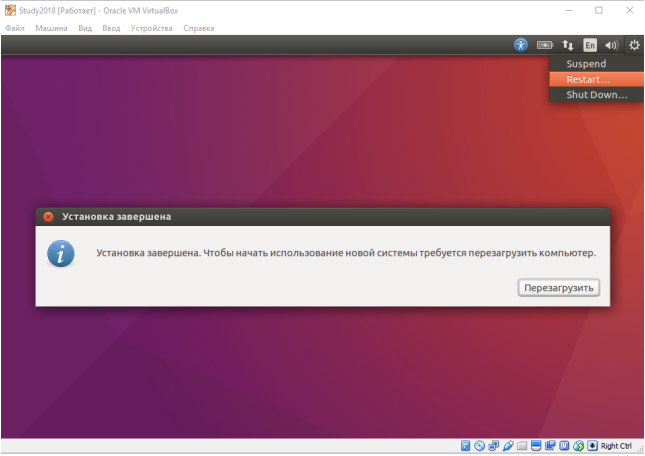 Study2018 [Работает] - Oracle VM VirtualBox
Файл Машина Вид Ввод Устройства Справка
En
Suspend
Restart...
Shut Down...
Установка завершена
Установка завершена. Чтобы начать использование новой системы требуется перезагрузить компьютер.
Перезагрузить
Right Ctrl